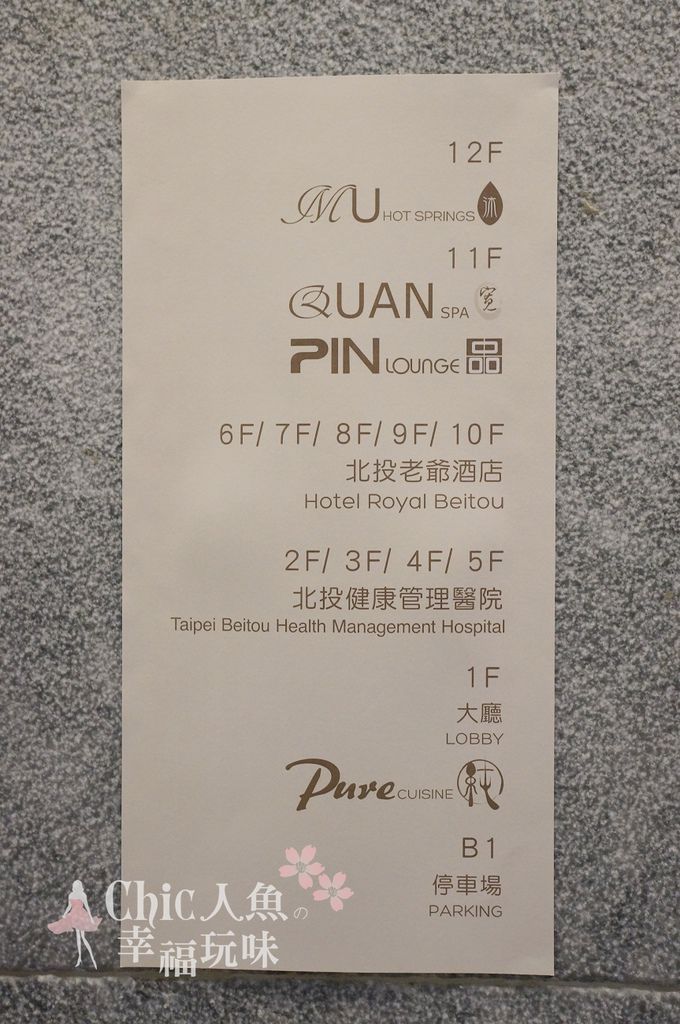 12F
MU HOT SPRINGS 沐
11F
QUAN SPA 寛
PIN LOUNGE 品
6F/ 7F/ 8F/ 9F/ 10F
北投老爺酒店
Hotel Royal Beitou
2F/ 3F/ 4F/ 5F
北投健康管理醫院
Taipei Beitou Health Management Hospital
1F
大廳
LOBBY
Pure CUISINE 純
B1
停車場
PARKING
Chic人魚の
幸福玩味